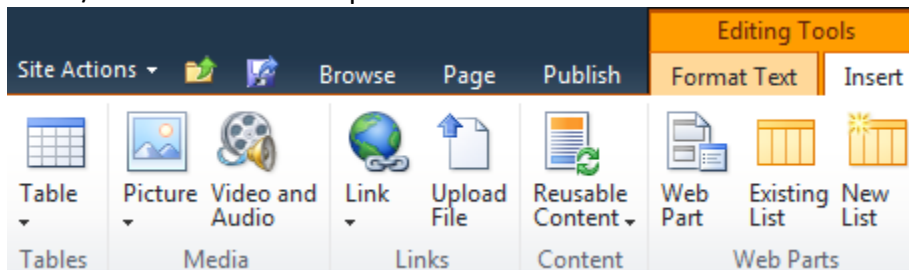 Editing Tools
Site Actions Browse Page Publish Format Text Insert
Table Picture Video and Audio Link Upload File Reusable Content Web Part Existing List New List
Tables Media Links Content Web Parts